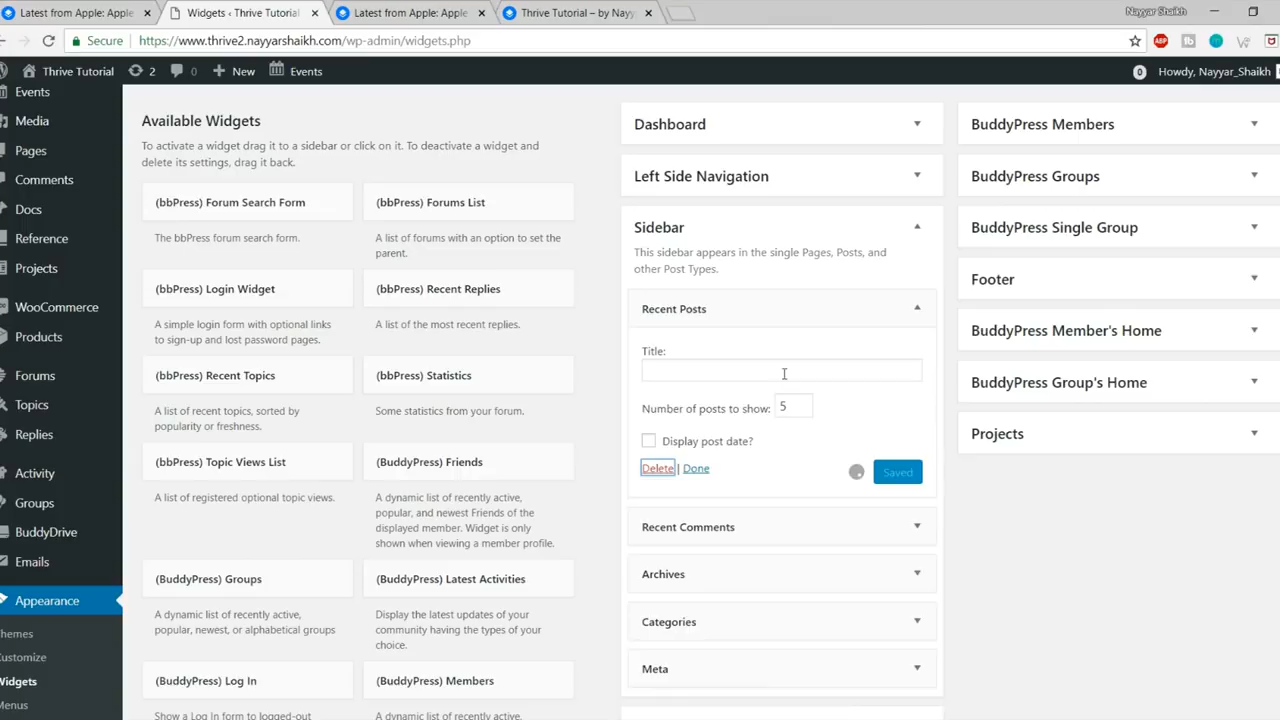 Latest from Apple: Apple
Widgets ‹ Thrive Tutorial
Latest from Apple: Apple
Thrive Tutorial – by Nayy
Nayyar Shaikh
Secure
https://www.thrive2.nayyarshaikh.com/wp-admin/widgets.php
ABP
Thrive Tutorial
2
0
New
Events
0
Howdy, Nayyar_Shaikh
Events
Media
Pages
Comments
Docs
Reference
Projects
WooCommerce
Products
Forums
Topics
Replies
Activity
Groups
BuddyDrive
Emails
Appearance
hemes
ustomize
Widgets
Menus
Available Widgets
To activate a widget drag it to a sidebar or click on it. To deactivate a widget and
delete its settings, drag it back.
(bbPress) Forum Search Form
The bbPress forum search form.
(bbPress) Forums List
A list of forums with an option to set the
parent.
(bbPress) Login Widget
A simple login form with optional links
to sign-up and lost password pages.
(bbPress) Recent Replies
A list of the most recent replies.
(bbPress) Recent Topics
A list of recent topics, sorted by
popularity or freshness.
(bbPress) Statistics
Some statistics from your forum.
(bbPress) Topic Views List
A list of registered optional topic views.
(BuddyPress) Friends
A dynamic list of recently active,
popular, and newest Friends of the
displayed member. Widget is only
shown when viewing a member profile.
(BuddyPress) Groups
A dynamic list of recently active,
popular, newest, or alphabetical groups
(BuddyPress) Latest Activities
Display the latest updates of your
community having the types of your
choice.
(BuddyPress) Log In
Show a Log In form to logged-out
(BuddyPress) Members
A dynamic list of recently active,
Dashboard
Left Side Navigation
Sidebar
This sidebar appears in the single Pages, Posts, and
other Post Types.
Recent Posts
Title:
Number of posts to show: 5
Display post date?
Delete | Done
Saved
Recent Comments
Archives
Categories
Meta
BuddyPress Members
BuddyPress Groups
BuddyPress Single Group
Footer
BuddyPress Member's Home
BuddyPress Group's Home
Projects